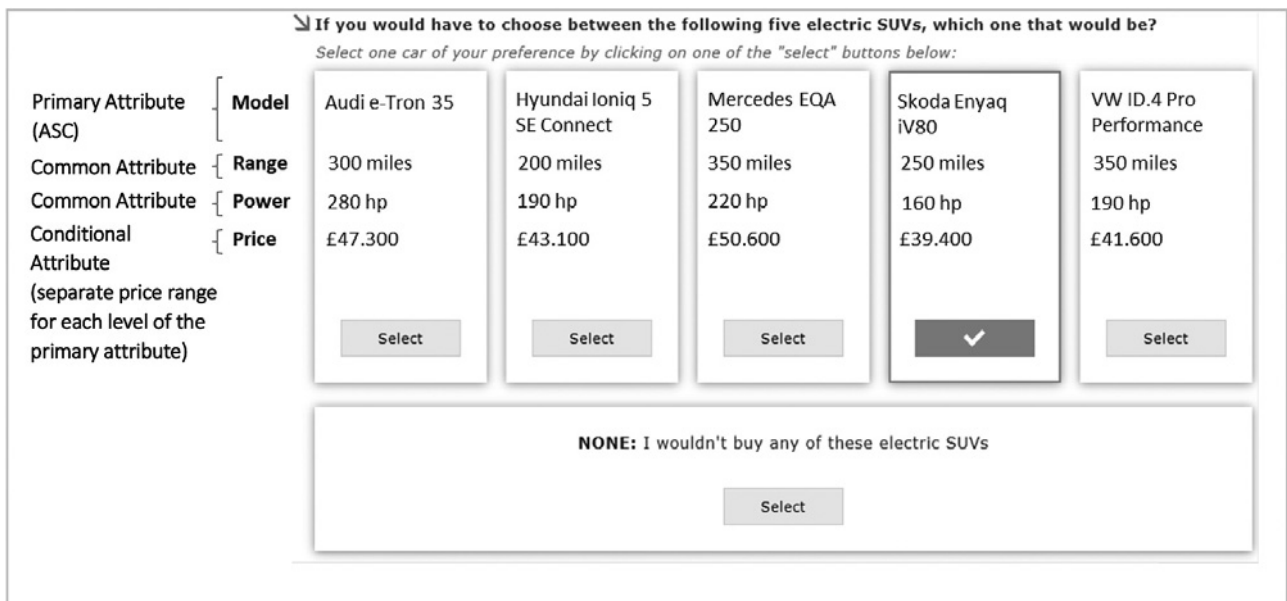 If you would have to choose between the following five electric SUVs, which one that would be?
Select one car of your preference by clicking on one of the "select" buttons below:
Primary Attribute
(ASC)
Model
Audi e-Tron 35
Hyundai Ioniq 5
SE Connect
Mercedes EQA
250
Skoda Enyaq
iV80
VW ID.4 Pro
Performance
Common Attribute
Range
300 miles
200 miles
350 miles
250 miles
350 miles
Common Attribute
Power
280 hp
190 hp
220 hp
160 hp
190 hp
Conditional
Attribute
(separate price range
for each level of the
primary attribute)
Price
£47.300
£43.100
£50.600
£39.400
£41.600
Select
Select
Select
Select
NONE: I wouldn't buy any of these electric SUVs
Select